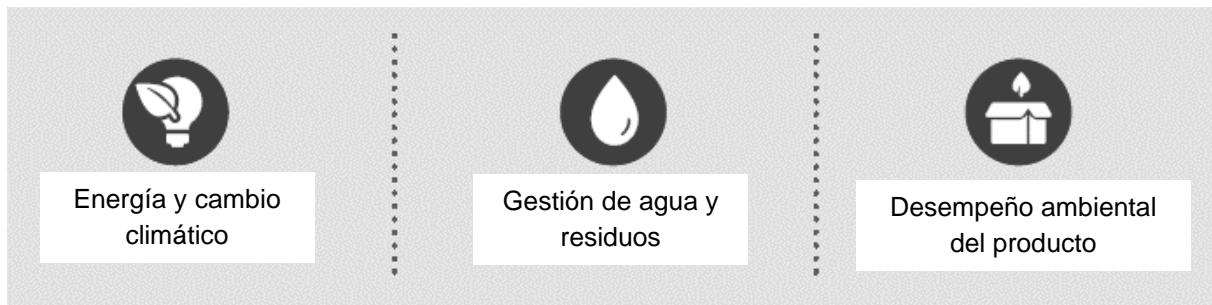 Energía y cambio
climático
Gestión de agua y
residuos
Desempeño ambiental
del producto